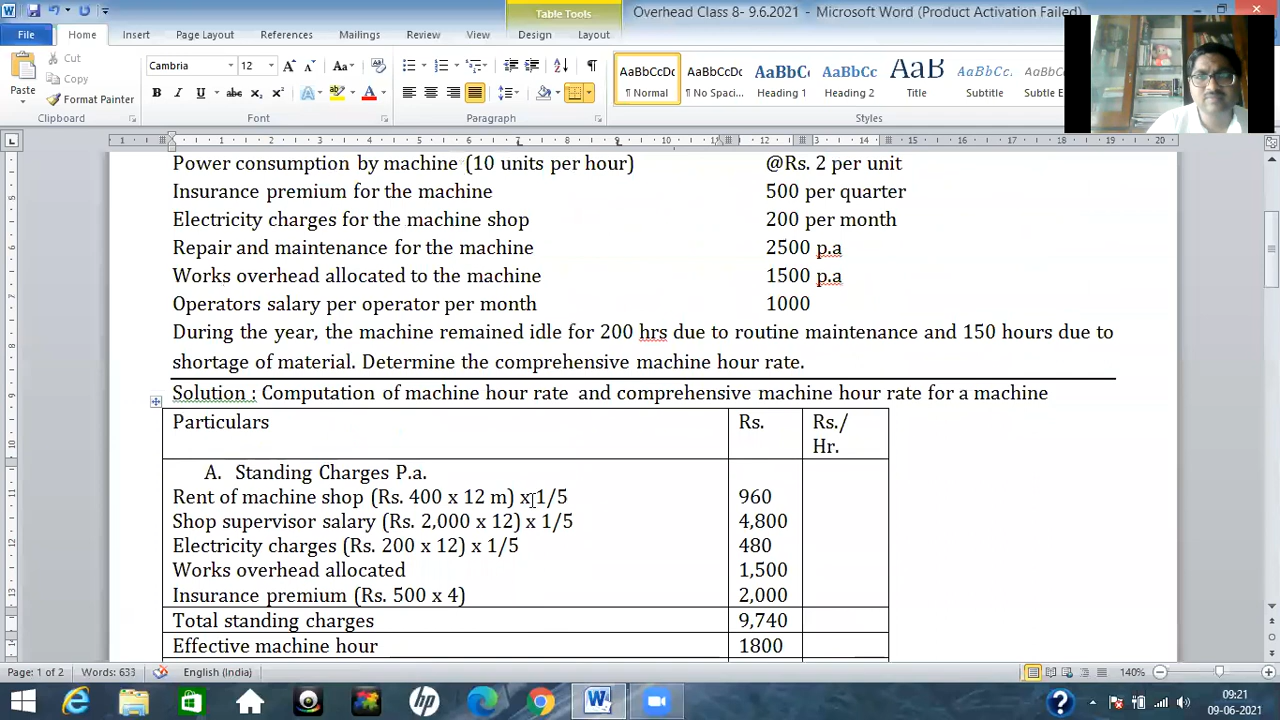 Table Tools
Overhead Class 8- 9.6.2021 - Microsoft Word (Product Activation Failed)
File Home Insert Page Layout References Mailings Review View Design Layout
Paste
Cut
Copy
Format Painter
Clipboard
Cambria 12
Font
Paragraph
AaBbCcDc AaBbCcDc AaBbCc AaBbCc AaB AaBbCcI AaBbCcD
¶ Normal ¶ No Spaci... Heading 1 Heading 2 Title Subtitle Subtle E
Styles
Power consumption by machine (10 units per hour) @Rs. 2 per unit
Insurance premium for the machine 500 per quarter
Electricity charges for the machine shop 200 per month
Repair and maintenance for the machine 2500 p.a
Works overhead allocated to the machine 1500 p.a
Operators salary per operator per month 1000
During the year, the machine remained idle for 200 hrs due to routine maintenance and 150 hours due to
shortage of material. Determine the comprehensive machine hour rate.
Solution : Computation of machine hour rate and comprehensive machine hour rate for a machine
Particulars Rs. Rs./
Hr.
A. Standing Charges P.a.
Rent of machine shop (Rs. 400 x 12 m) x 1/5 960
Shop supervisor salary (Rs. 2,000 x 12) x 1/5 4,800
Electricity charges (Rs. 200 x 12) x 1/5 480
Works overhead allocated 1,500
Insurance premium (Rs. 500 x 4) 2,000
Total standing charges 9,740
Effective machine hour 1800
Page: 1 of 2 Words: 633 English (India) 140%
09:21
09-06-2021